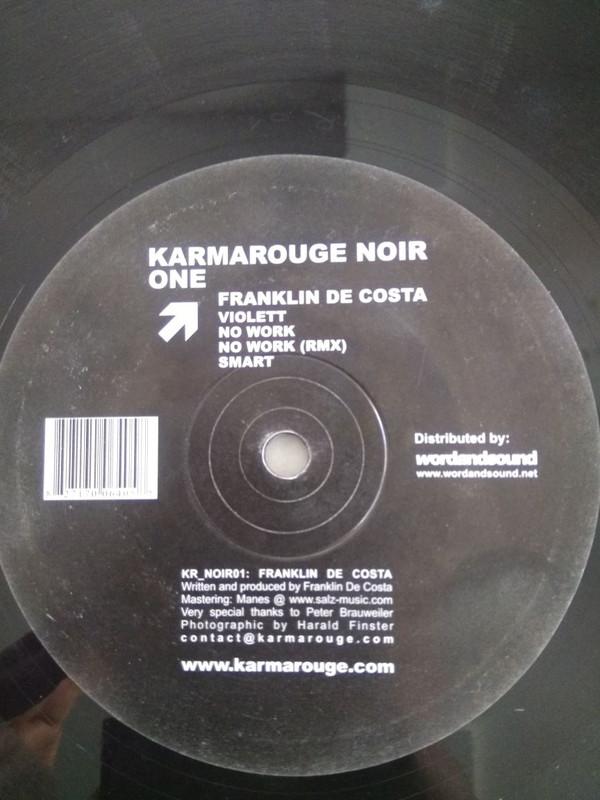 KARMAROUGE NOIR
ONE
FRANKLIN DE COSTA
VIOLETT
NO WORK
NO WORK (RMX)
SMART
Distributed by:
wordandsound
www.wordandsound.net
KR_NOIR01: FRANKLIN DE COSTA
Written and produced by Franklin De Costa
Mastering: Manes @ www.salz-music.com
Very special thanks to Peter Brauweiler
Photographic by Harald Finster
contact@karmarouge.com
www.karmarouge.com